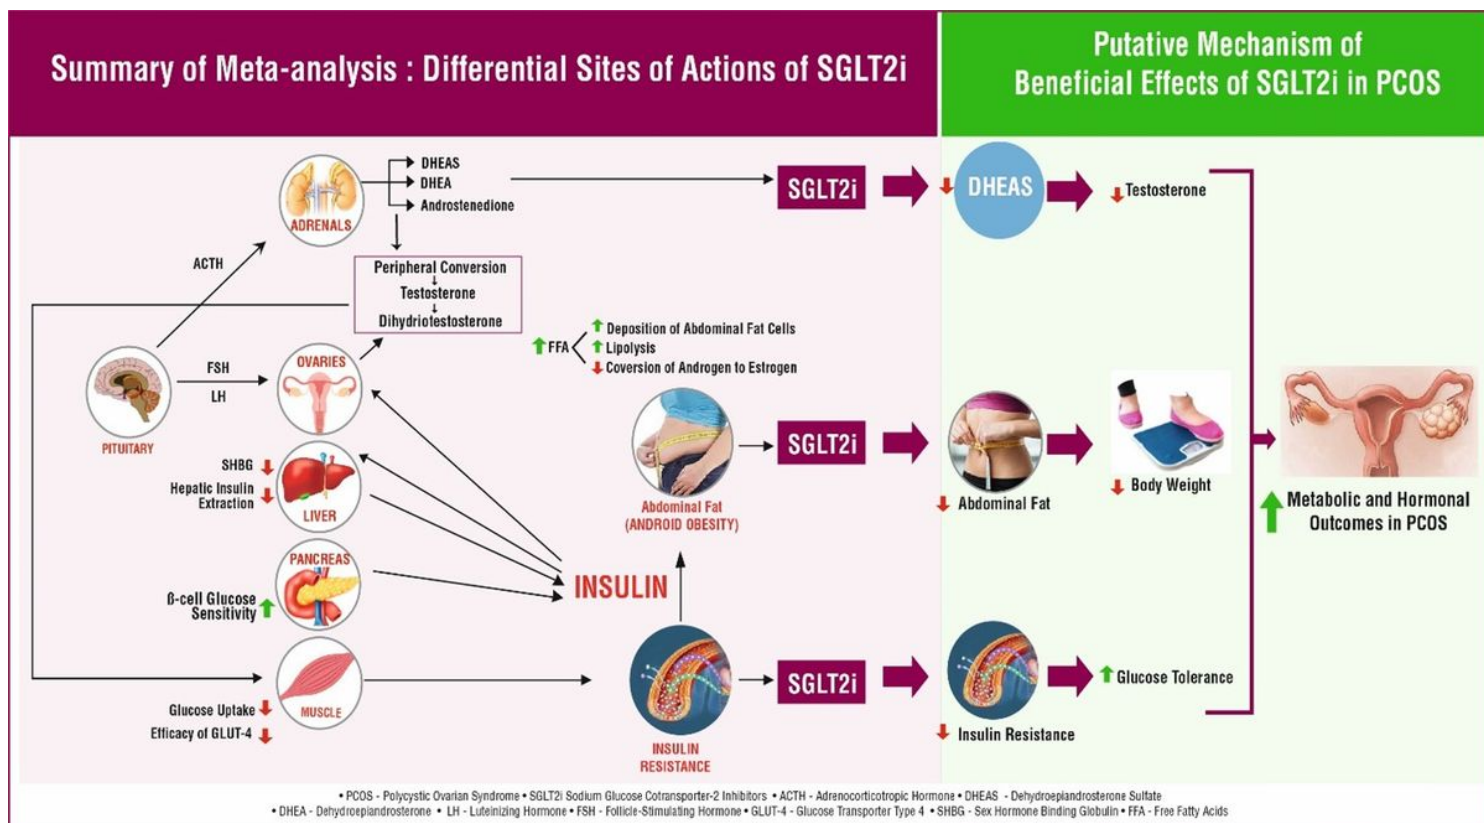 Summary of Meta-analysis : Differential Sites of Actions of SGLT2i
Putative Mechanism of
Beneficial Effects of SGLT2i in PCOS
DHEAS
DHEA
Androstenedione
ADRENALS
SGLT2i
DHEAS
Testosterone
ACTH
Peripheral Conversion
Testosterone
Dihydriotestosterone
FFA
Deposition of Abdominal Fat Cells
Lipolysis
Coversion of Androgen to Estrogen
PITUITARY
FSH
LH
OVARIES
SHBG
Hepatic Insulin
Extraction
LIVER
Abdominal Fat
(ANDROID OBESITY)
SGLT2i
Abdominal Fat
Body Weight
Metabolic and Hormonal
Outcomes in PCOS
PANCREAS
ß-cell Glucose
Sensitivity
INSULIN
MUSCLE
Glucose Uptake
Efficacy of GLUT-4
INSULIN
RESISTANCE
SGLT2i
Insulin Resistance
Glucose Tolerance
• PCOS - Polycystic Ovarian Syndrome • SGLT2i Sodium Glucose Cotransporter-2 Inhibitors • ACTH - Adrenocorticotropic Hormone • DHEAS - Dehydroepiandrosterone Sulfate
• DHEA - Dehydroepiandrosterone • LH - Luteinizing Hormone • FSH - Follicle-Stimulating Hormone • GLUT-4 - Glucose Transporter Type 4 • SHBG - Sex Hormone Binding Globulin • FFA - Free Fatty Acids